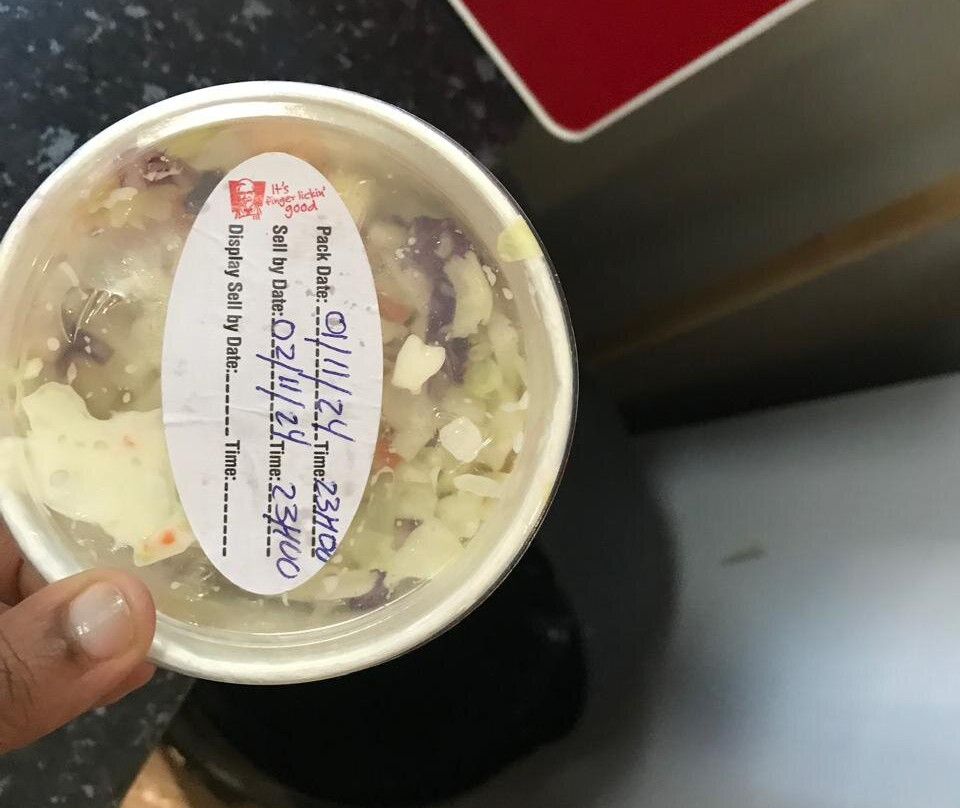 It's
finger lickin'
good
Pack Date: 01/11/24 Time: 23H00
Sell by Date: 02/11/24 Time: 23H00
Display Sell by Date:-------- Time:--------